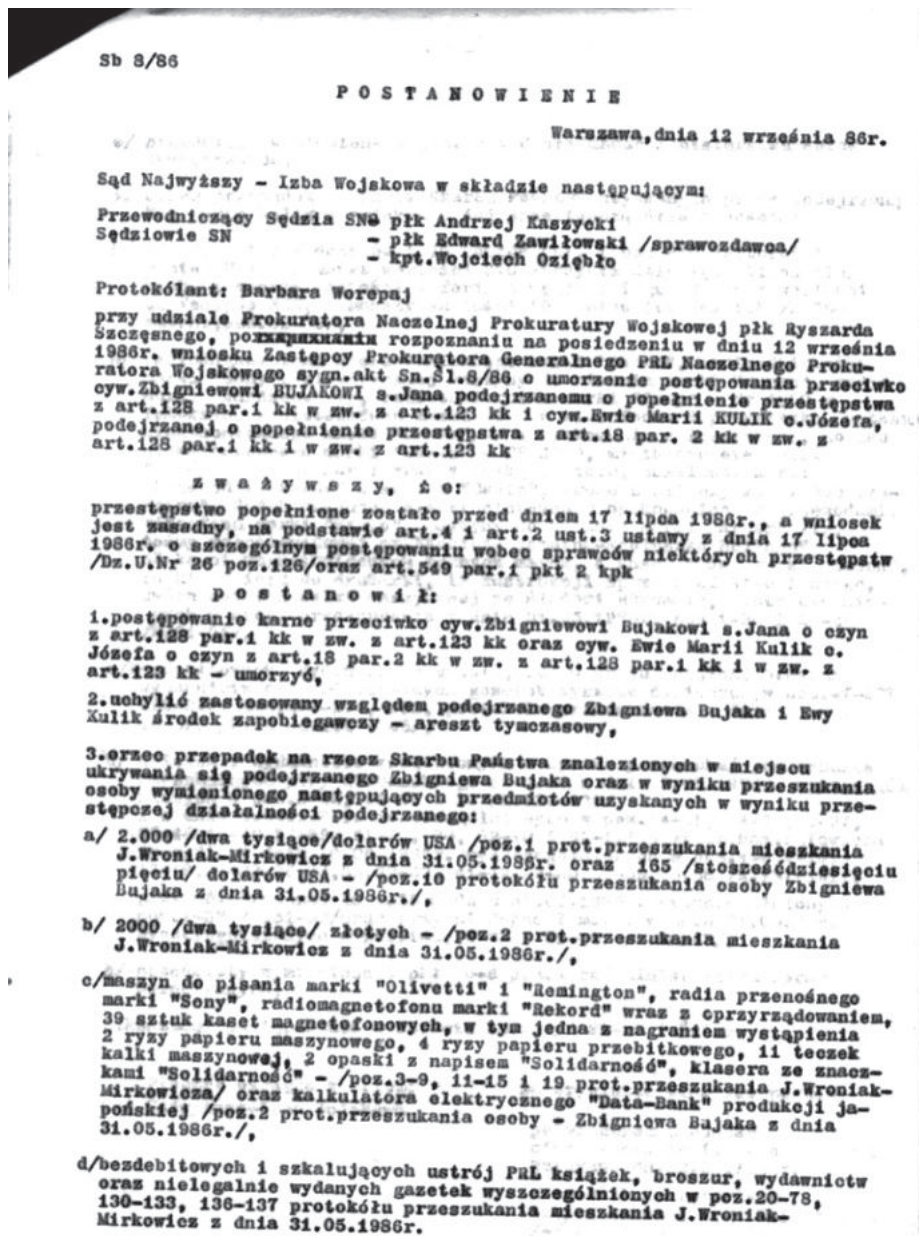 Sb 8/86
P O S T A N O W I E N I E
Warszawa,dnia 12 września 86r.
Sąd Najwyższy – Izba Wojskowa w składzie następującym:
Przewodniczący Sędzia SN – płk Andrzej Kaszycki
Sędziowie SN – płk Edward Zawiłowski /sprawozdawca/
– kpt.Wojciech Oziębło
Protokólant: Barbara Woropaj
przy udziale Prokuratora Naczelnej Prokuratury Wojskowej płk Ryszarda
Szczęsnego, po rozpoznaniu na posiedzeniu w dniu 12 września
1986r. wniosku Zastępcy Prokuratora Generalnego PRL Naczelnego Proku-
ratora Wojskowego sygn.akt Sn.Śl.8/86 o umorzenie postępowania przeciwko
cyw.Zbigniewowi BUJAKOWI s.Jana podejrzanemu o popełnienie przestępstwa
z art.128 par.1 kk w zw. z art.123 kk i cyw.Ewie Marii KULIK c.Józefa,
podejrzanej o popełnienie przestępstwa z art.18 par. 2 kk w zw. z
art.128 par.1 kk i w zw. z art.123 kk
z w a ż y w s z y, ż e:
przestępstwo popełnione zostało przed dniem 17 lipca 1986r., a wniosek
jest zasadny, na podstawie art.4 i art.2 ust.3 ustawy z dnia 17 lipca
1986r. o szczególnym postępowaniu wobec sprawców niektórych przestępstw
/Dz.U.Nr 26 poz.126/oraz art.549 par.1 pkt 2 kpk
p o s t a n o w i ł:
1.postępowanie karne przeciwko cyw.Zbigniewowi Bujakowi s.Jana o czyn
z art.128 par.1 kk w zw. z art.123 kk oraz cyw. Ewie Marii Kulik c.
Józefa o czyn z art.18 par.2 kk w zw. z art.128 par.1 kk i w zw. z
art.123 kk – umorzyć,
2.uchylić zastosowany względem podejrzanego Zbigniewa Bujaka i Ewy
Kulik środek zapobiegawczy – areszt tymczasowy,
3.orzec przepadek na rzecz Skarbu Państwa znalezionych w miejscu
ukrywania się podejrzanego Zbigniewa Bujaka oraz w wyniku przeszukania
osoby wymienionego następujących przedmiotów uzyskanych w wyniku prze-
stępczej działalności podejrzanego:
a/ 2.000 /dwa tysiące/dolarów USA /poz.1 prot.przeszukania mieszkania
J.Wroniak-Mirkowicz z dnia 31.05.1986r. oraz 165 /stosześćdziesięciu
pięciu/ dolarów USA – /poz.10 protokółu przeszukania osoby Zbigniewa
Bujaka z dnia 31.05.1986r./,
b/ 2000 /dwa tysiące/ złotych – /poz.2 prot.przeszukania mieszkania
J.Wroniak-Mirkowicz z dnia 31.05.1986r./,
c/maszyn do pisania marki "Olivetti" i "Remington", radia przenośnego
marki "Sony", radiomagnetofonu marki "Rekord" wraz z oprzyrządowaniem,
39 sztuk kaset magnetofonowych, w tym jedna z nagraniem wystąpienia
2 ryzy papieru maszynowego, 4 ryzy papieru przebitkowego, 11 teczek
kalki maszynowej, 2 opaski z napisem "Solidarność", klasera ze znacz-
kami "Solidarność" – /poz.3-9, 11-15 i 19 prot.przeszukania J.Wroniak-
Mirkowicza/ oraz kalkulatora elektrycznego "Data-Bank" produkcji ja-
pońskiej /poz.2 prot.przeszukania osoby – Zbigniewa Bujaka z dnia
31.05.1986r./,
d/bezdebitowych i szkalujących ustrój PRL książek, broszur, wydawnictw
oraz nielegalnie wydanych gazetek wyszczególnionych w poz.20-78,
130-133, 136-137 protokółu przeszukania mieszkania J.Wroniak-
Mirkowicz z dnia 31.05.1986r.